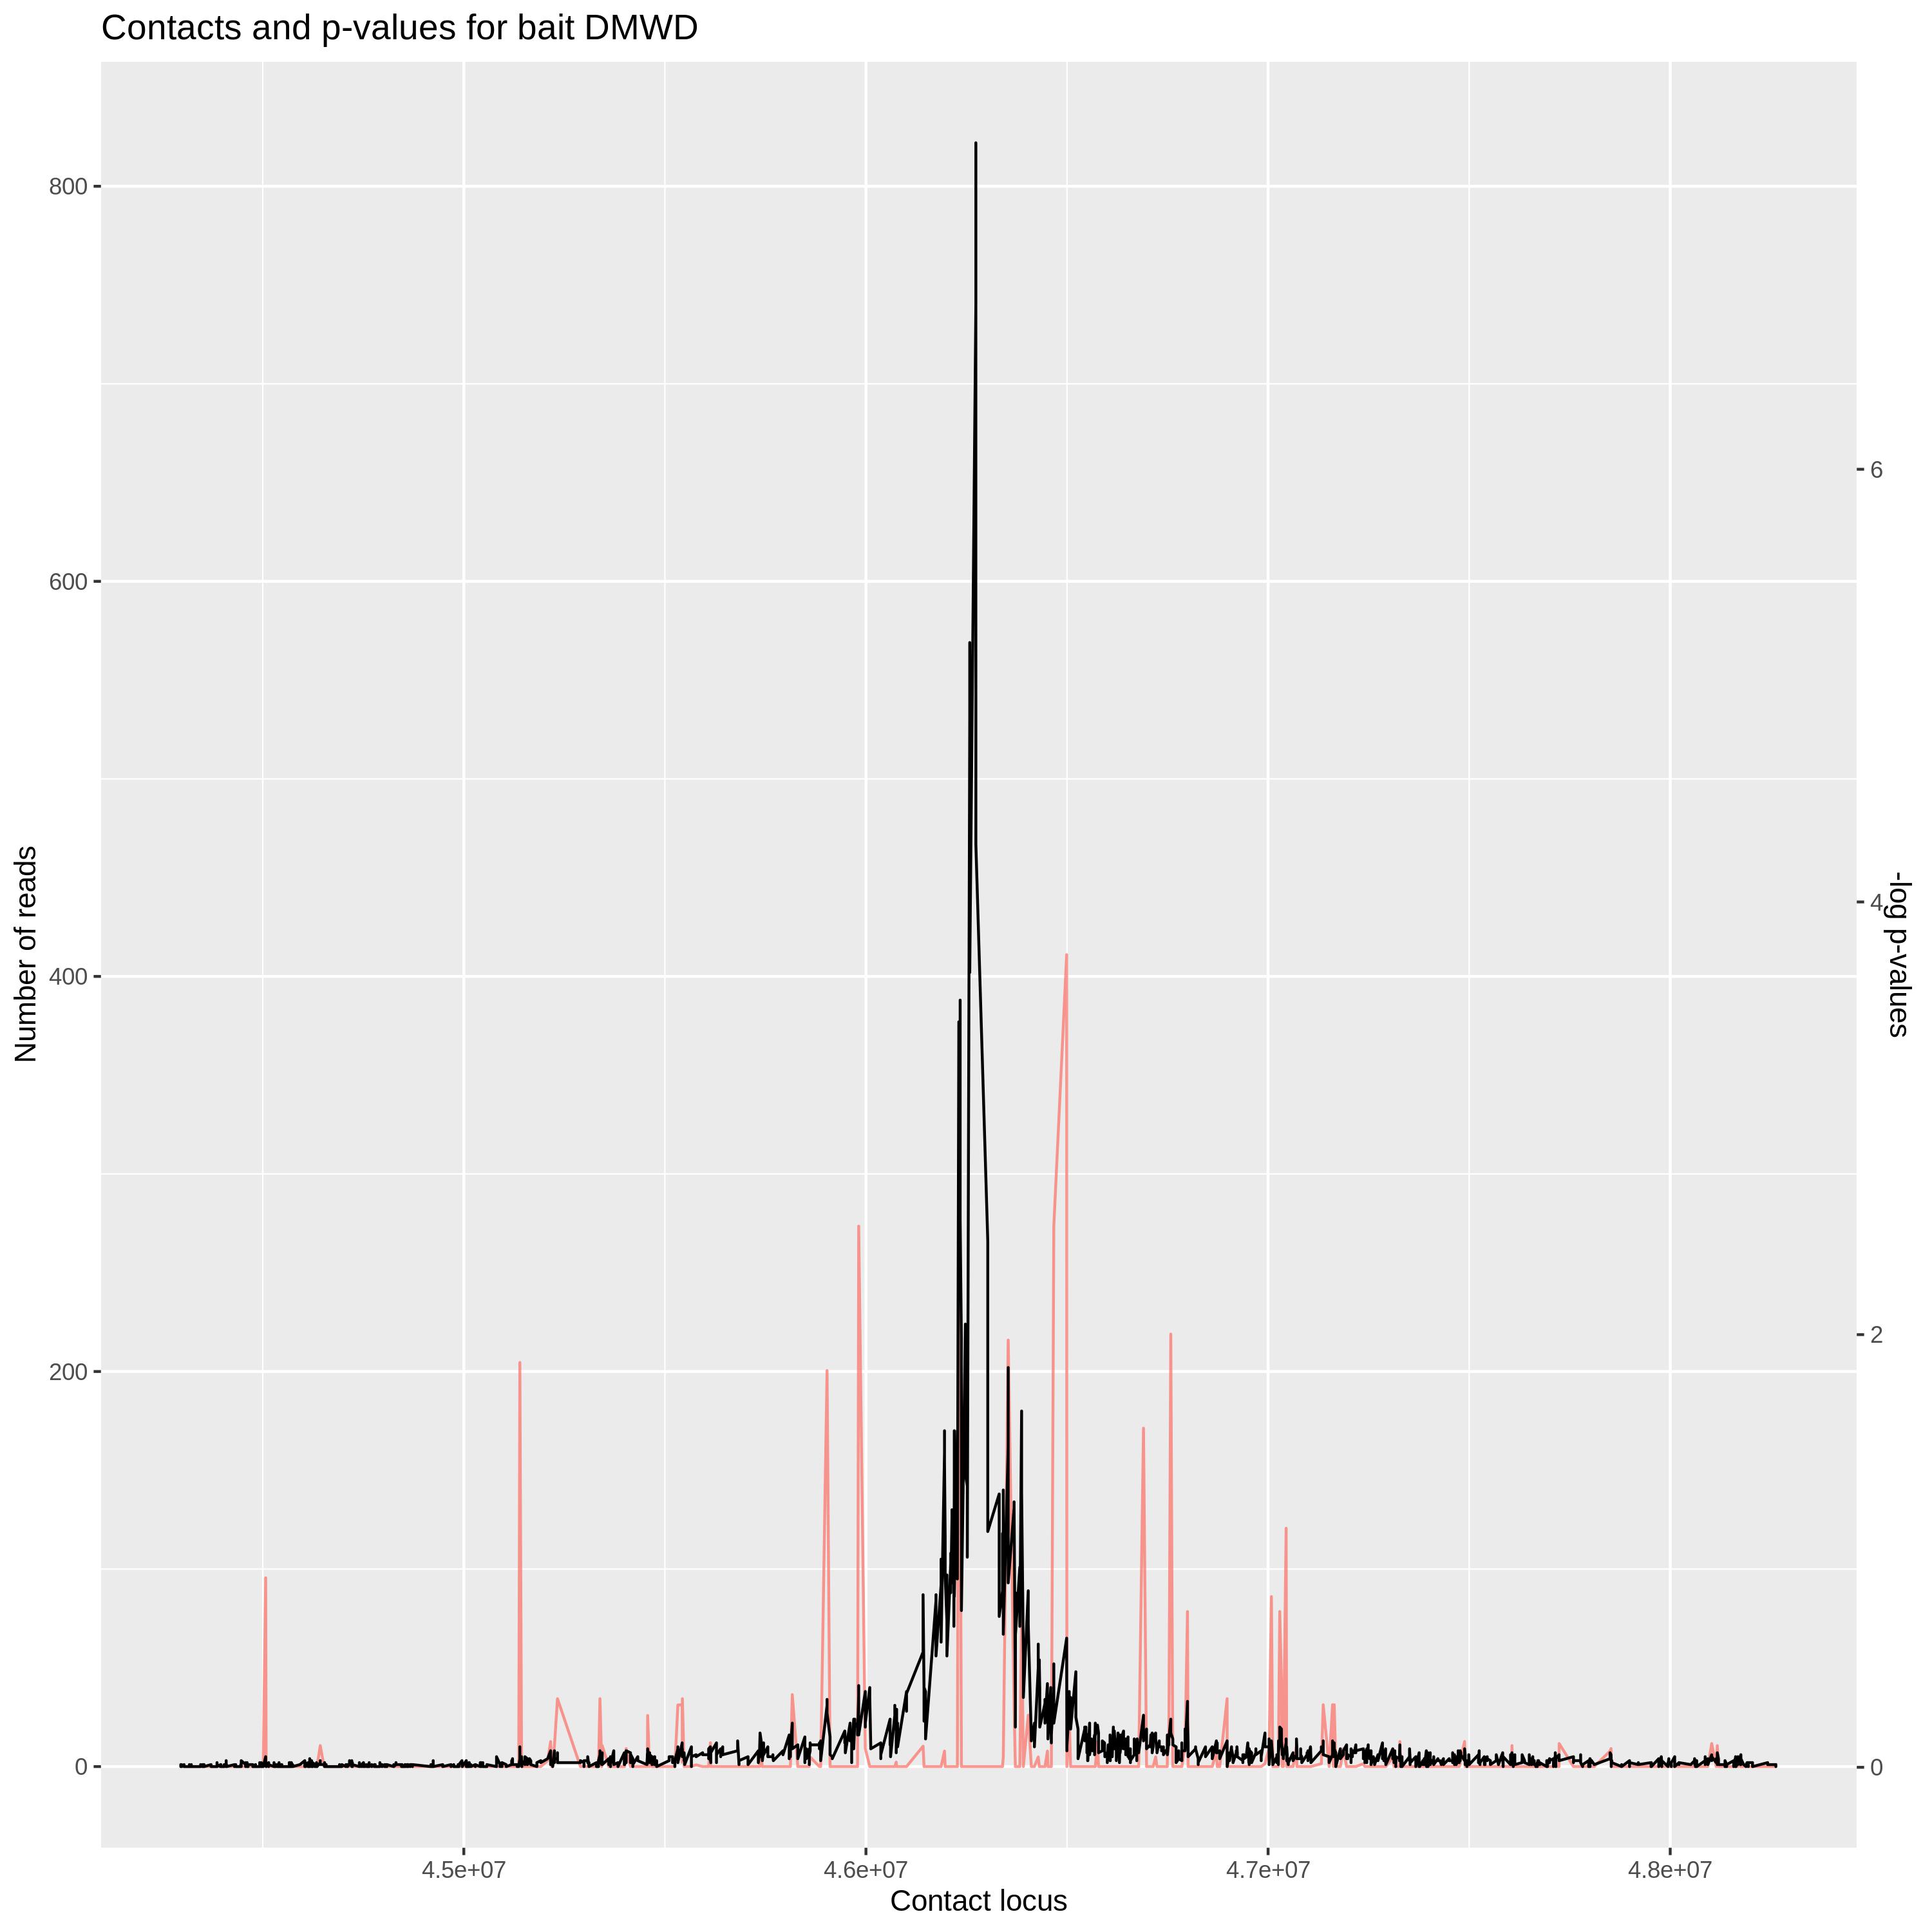 Contacts and p-values for bait DMWD
800
600
400
200
0
Number of reads
6
4
2
0
-log p-values
4.5e+07 4.6e+07 4.7e+07 4.8e+07
Contact locus